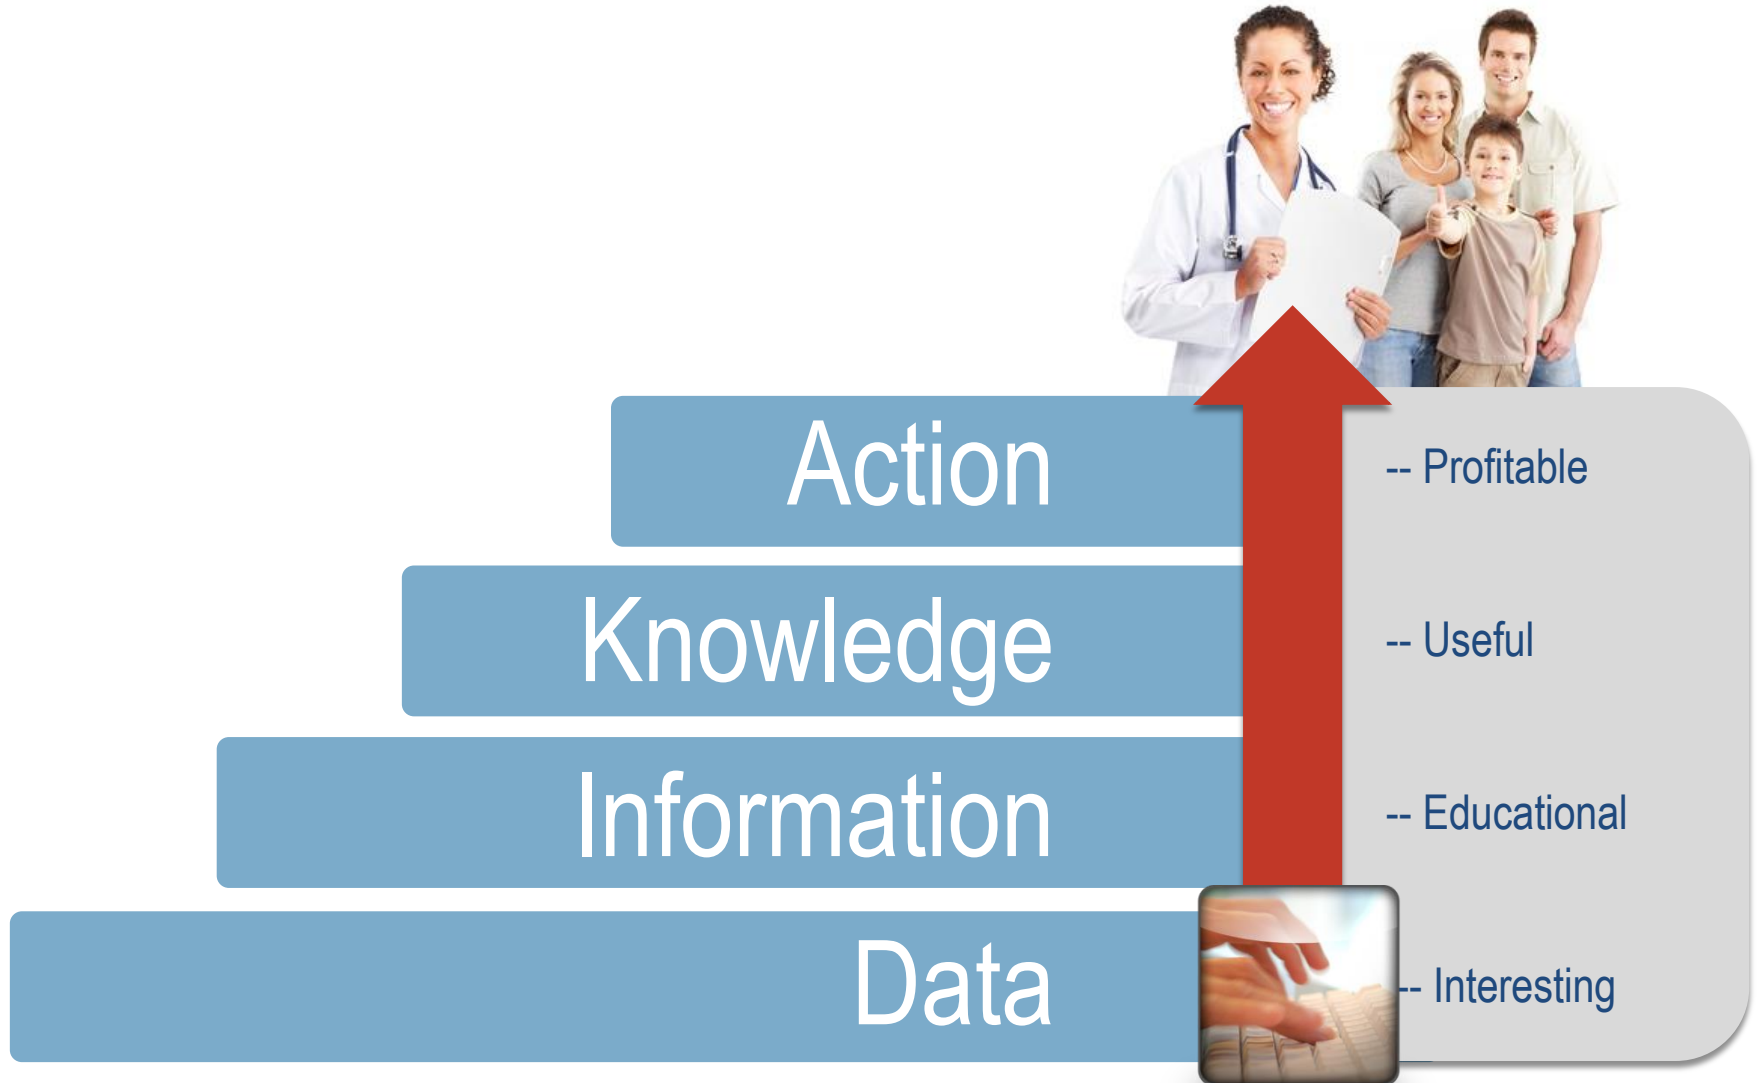 Action
-- Profitable
Knowledge
-- Useful
Information
-- Educational
Data
-- Interesting